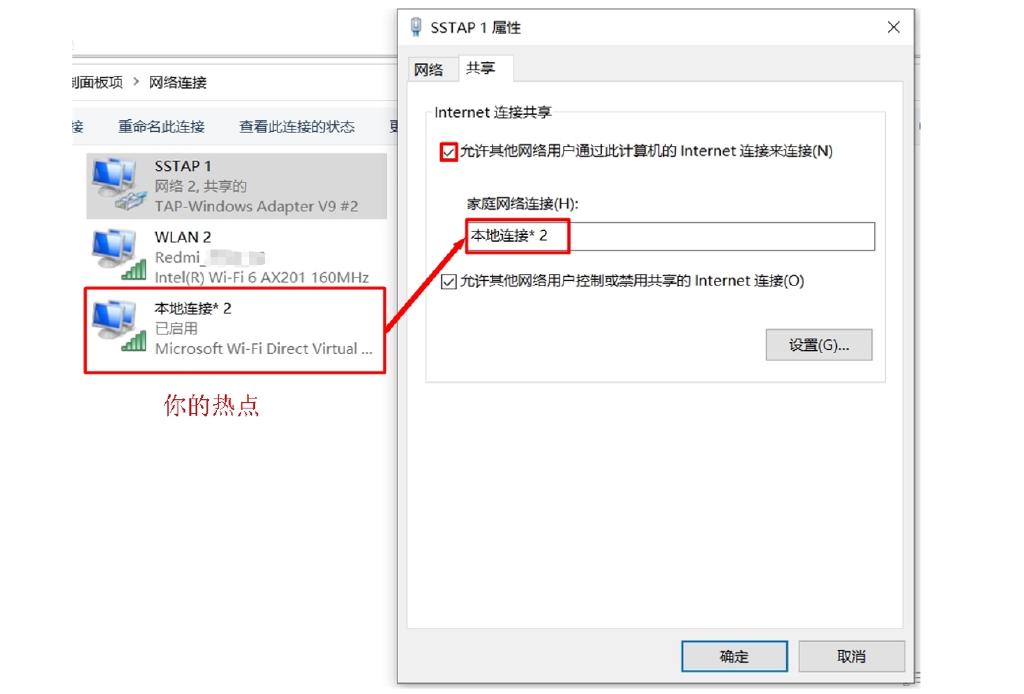 SSTAP 1 属性
制面板项 > 网络连接
网络
共享
接
重命名此连接
查看此连接的状态
更
Internet 连接共享
SSTAP 1
网络 2, 共享的
TAP-Windows Adapter V9 #2
允许其他网络用户通过此计算机的 Internet 连接来连接(N)
家庭网络连接(H):
本地连接* 2
WLAN 2
Redmi_
Intel(R) Wi-Fi 6 AX201 160MHz
允许其他网络用户控制或禁用共享的 Internet 连接(O)
本地连接* 2
已启用
Microsoft Wi-Fi Direct Virtual ...
设置(G)...
你的热点
确定
取消